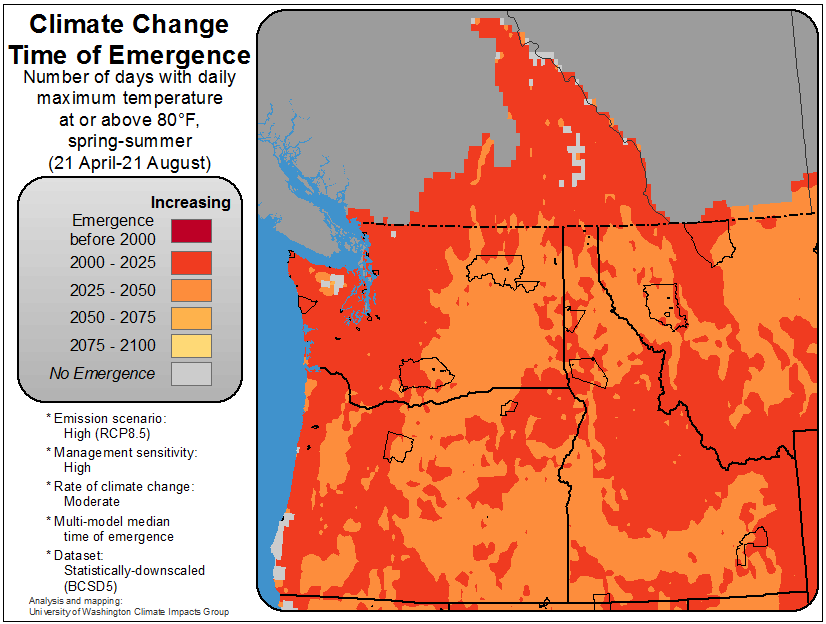 Climate Change
Time of Emergence
Number of days with daily
maximum temperature
at or above 80°F,
spring-summer
(21 April-21 August)
Increasing
Emergence
before 2000
2000 - 2025
2025 - 2050
2050 - 2075
2075 - 2100
No Emergence
* Emission scenario:
High (RCP8.5)
* Management sensitivity:
High
* Rate of climate change:
Moderate
* Multi-model median
time of emergence
* Dataset:
Statistically-downscaled
(BCSD5)
Analysis and mapping:
University of Washington Climate Impacts Group